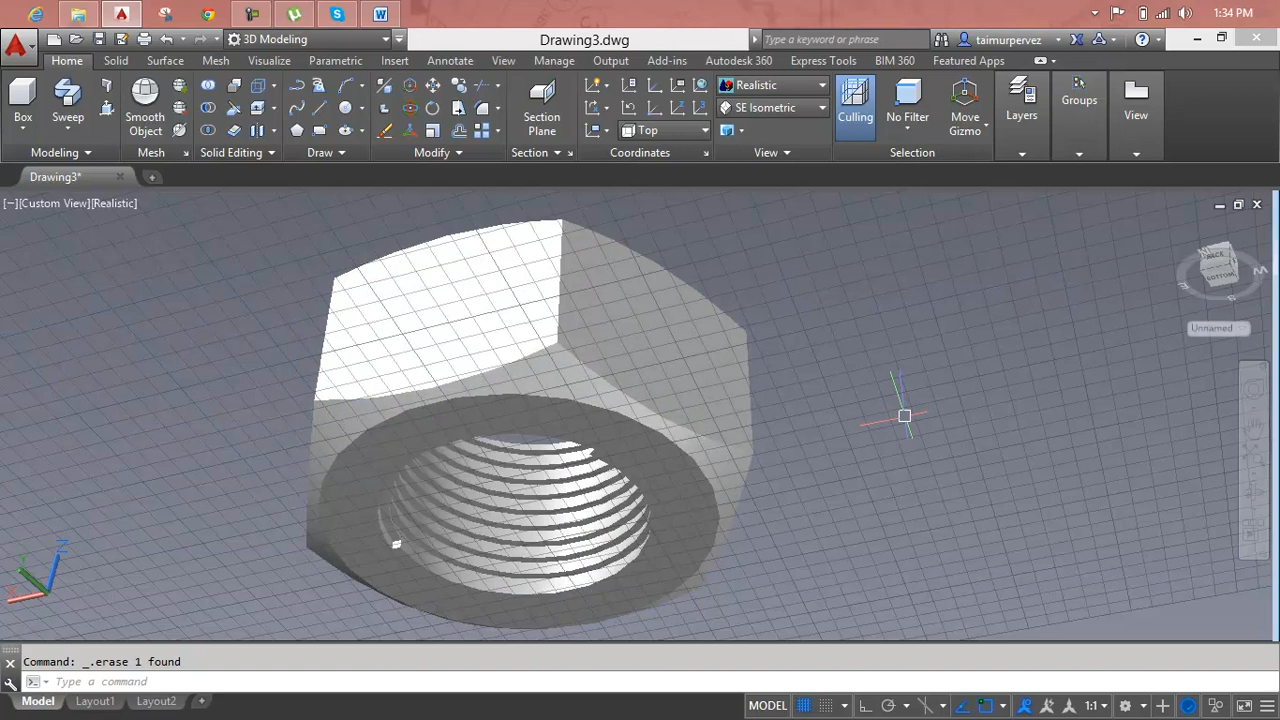 1:34 PM
3D Modeling
Drawing3.dwg
Type a keyword or phrase
taimurpervez
Home Solid Surface Mesh Visualize Parametric Insert Annotate View Manage Output Add-ins Autodesk 360 Express Tools BIM 360 Featured Apps
Box
Sweep
Smooth Object
Section Plane
Realistic
SE Isometric
Top
Culling
No Filter
Move Gizmo
Layers
Groups
View
Modeling Mesh Solid Editing Draw Modify Section Coordinates View Selection
Drawing3*
[−][Custom View][Realistic]
BACK
BOTTOM
Unnamed
X
Y
Z
Command: _.erase 1 found
Type a command
Model Layout1 Layout2
MODEL
1:1